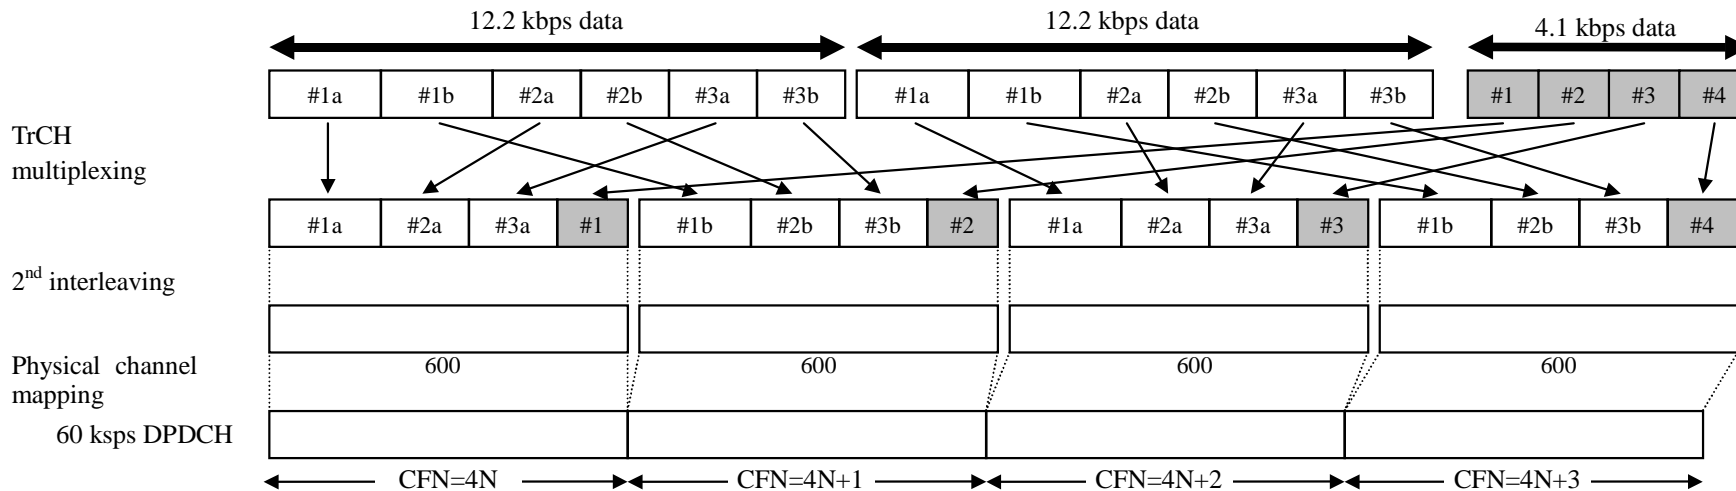 12.2 kbps data 12.2 kbps data 4.1 kbps data
#1a #1b #2a #2b #3a #3b #1a #1b #2a #2b #3a #3b #1 #2 #3 #4
TrCH
multiplexing
#1a #2a #3a #1 #1b #2b #3b #2 #1a #2a #3a #3 #1b #2b #3b #4
2nd interleaving
Physical channel
mapping
600 600 600 600
60 ksps DPDCH
CFN=4N CFN=4N+1 CFN=4N+2 CFN=4N+3